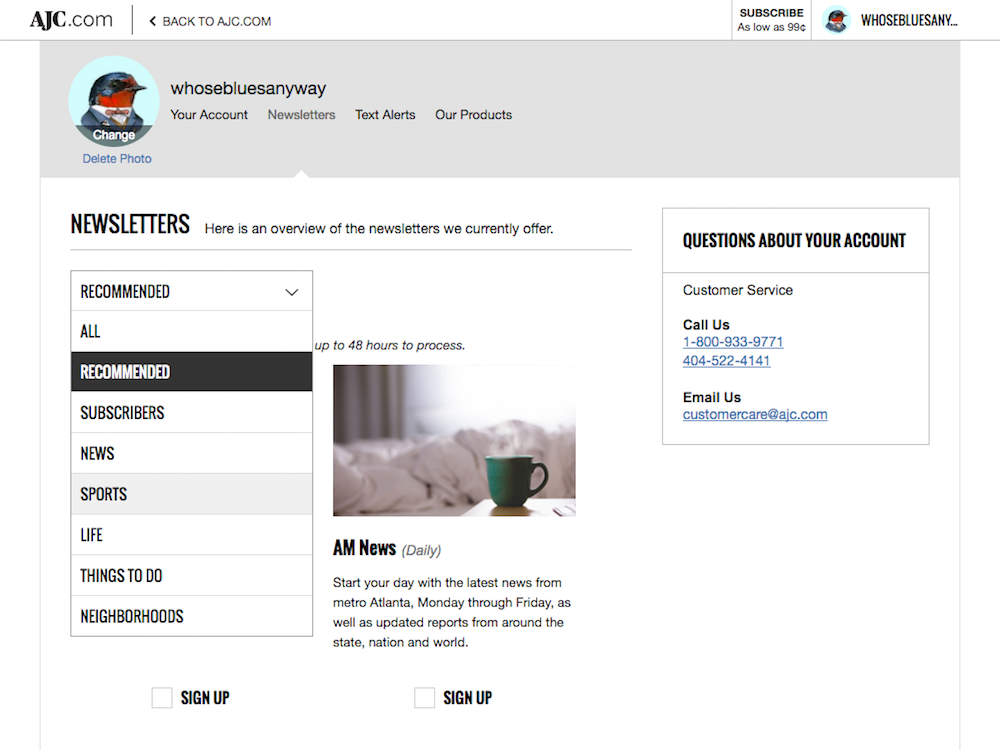 AJC.com
BACK TO AJC.COM
SUBSCRIBE
As low as 99¢
WHOSEBLUESANY...
Change
Delete Photo
whosebluesanyway
Your Account Newsletters Text Alerts Our Products
NEWSLETTERS Here is an overview of the newsletters we currently offer.
RECOMMENDED
ALL
RECOMMENDED
SUBSCRIBERS
NEWS
SPORTS
LIFE
THINGS TO DO
NEIGHBORHOODS
up to 48 hours to process.
AM News (Daily)
Start your day with the latest news from
metro Atlanta, Monday through Friday, as
well as updated reports from around the
state, nation and world.
SIGN UP
SIGN UP
QUESTIONS ABOUT YOUR ACCOUNT
Customer Service
Call Us
1-800-933-9771
404-522-4141
Email Us
customercare@ajc.com